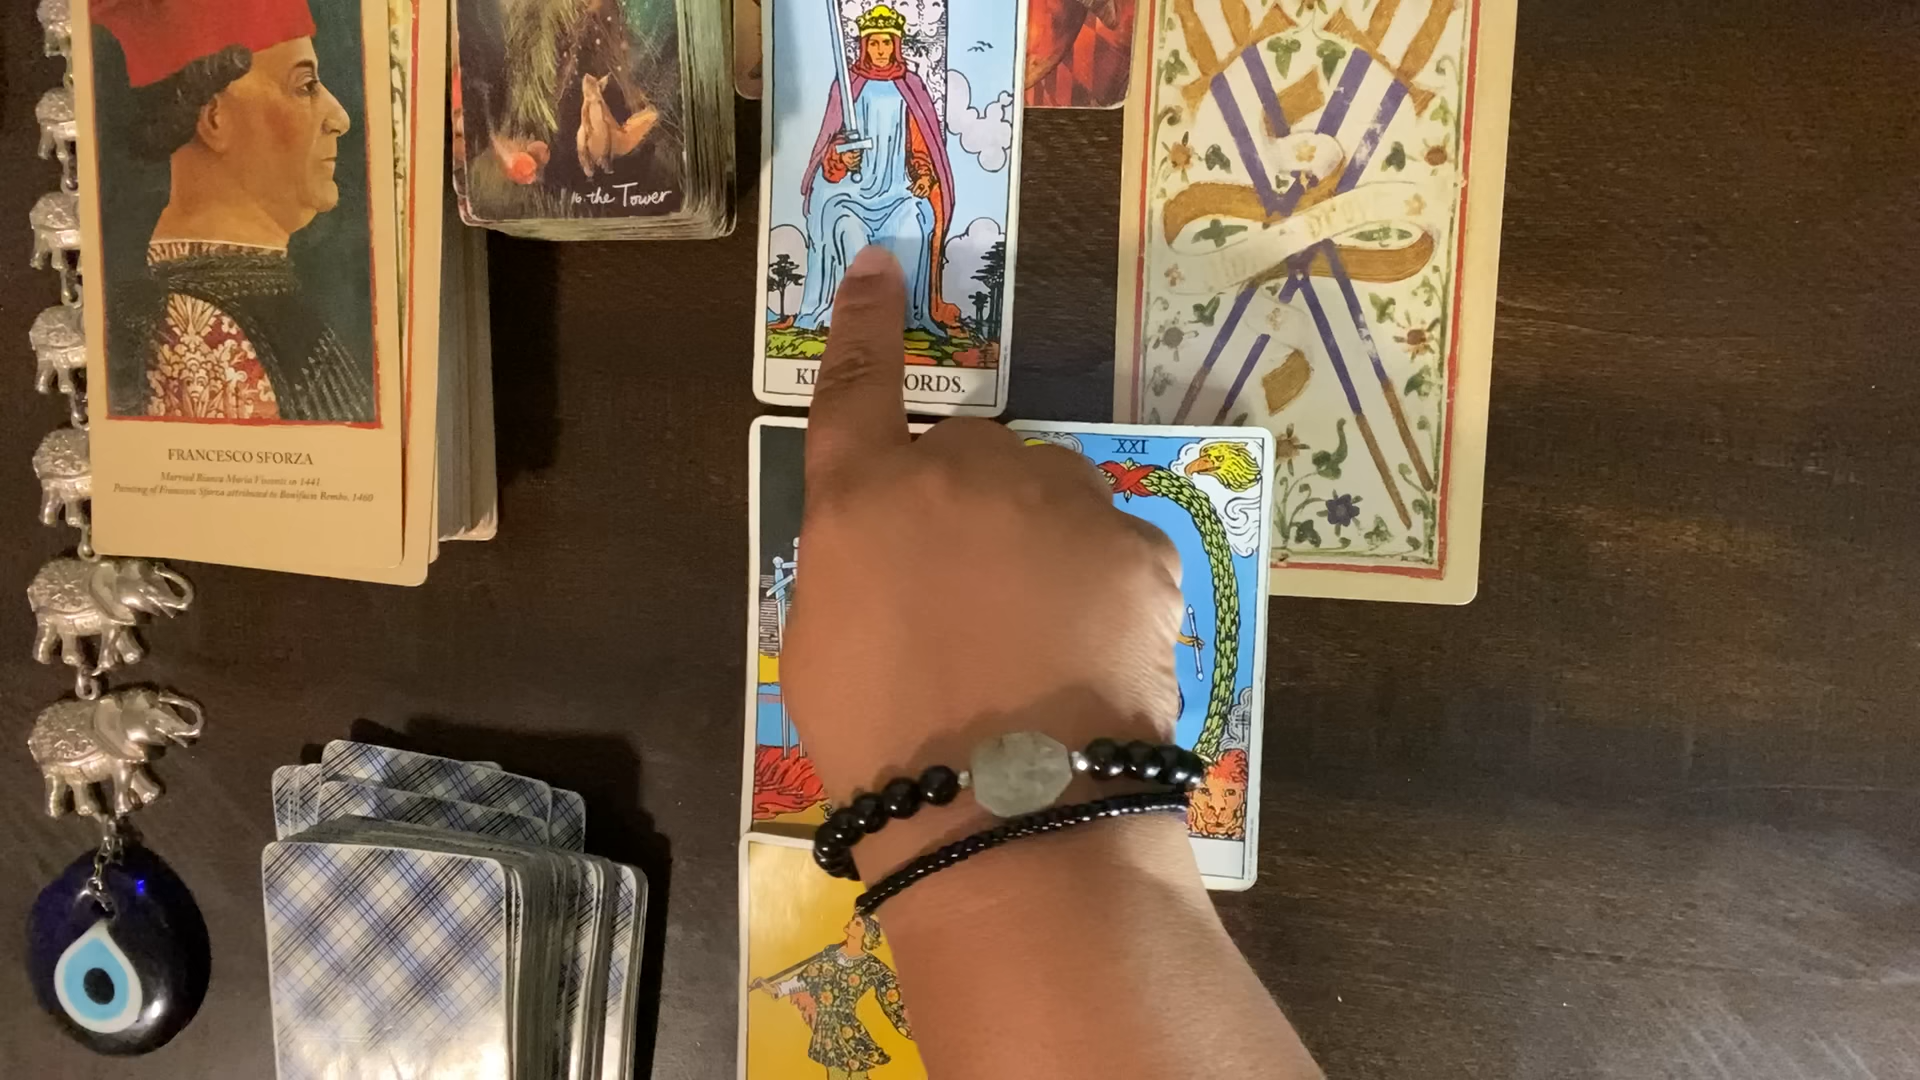 FRANCESCO SFORZA
Married Bianca Maria Visconti in 1441.
Painting of Francesco Sforza attributed to Bonifacio Bembo, 1460
16. the Tower
KI ORDS.
XXI